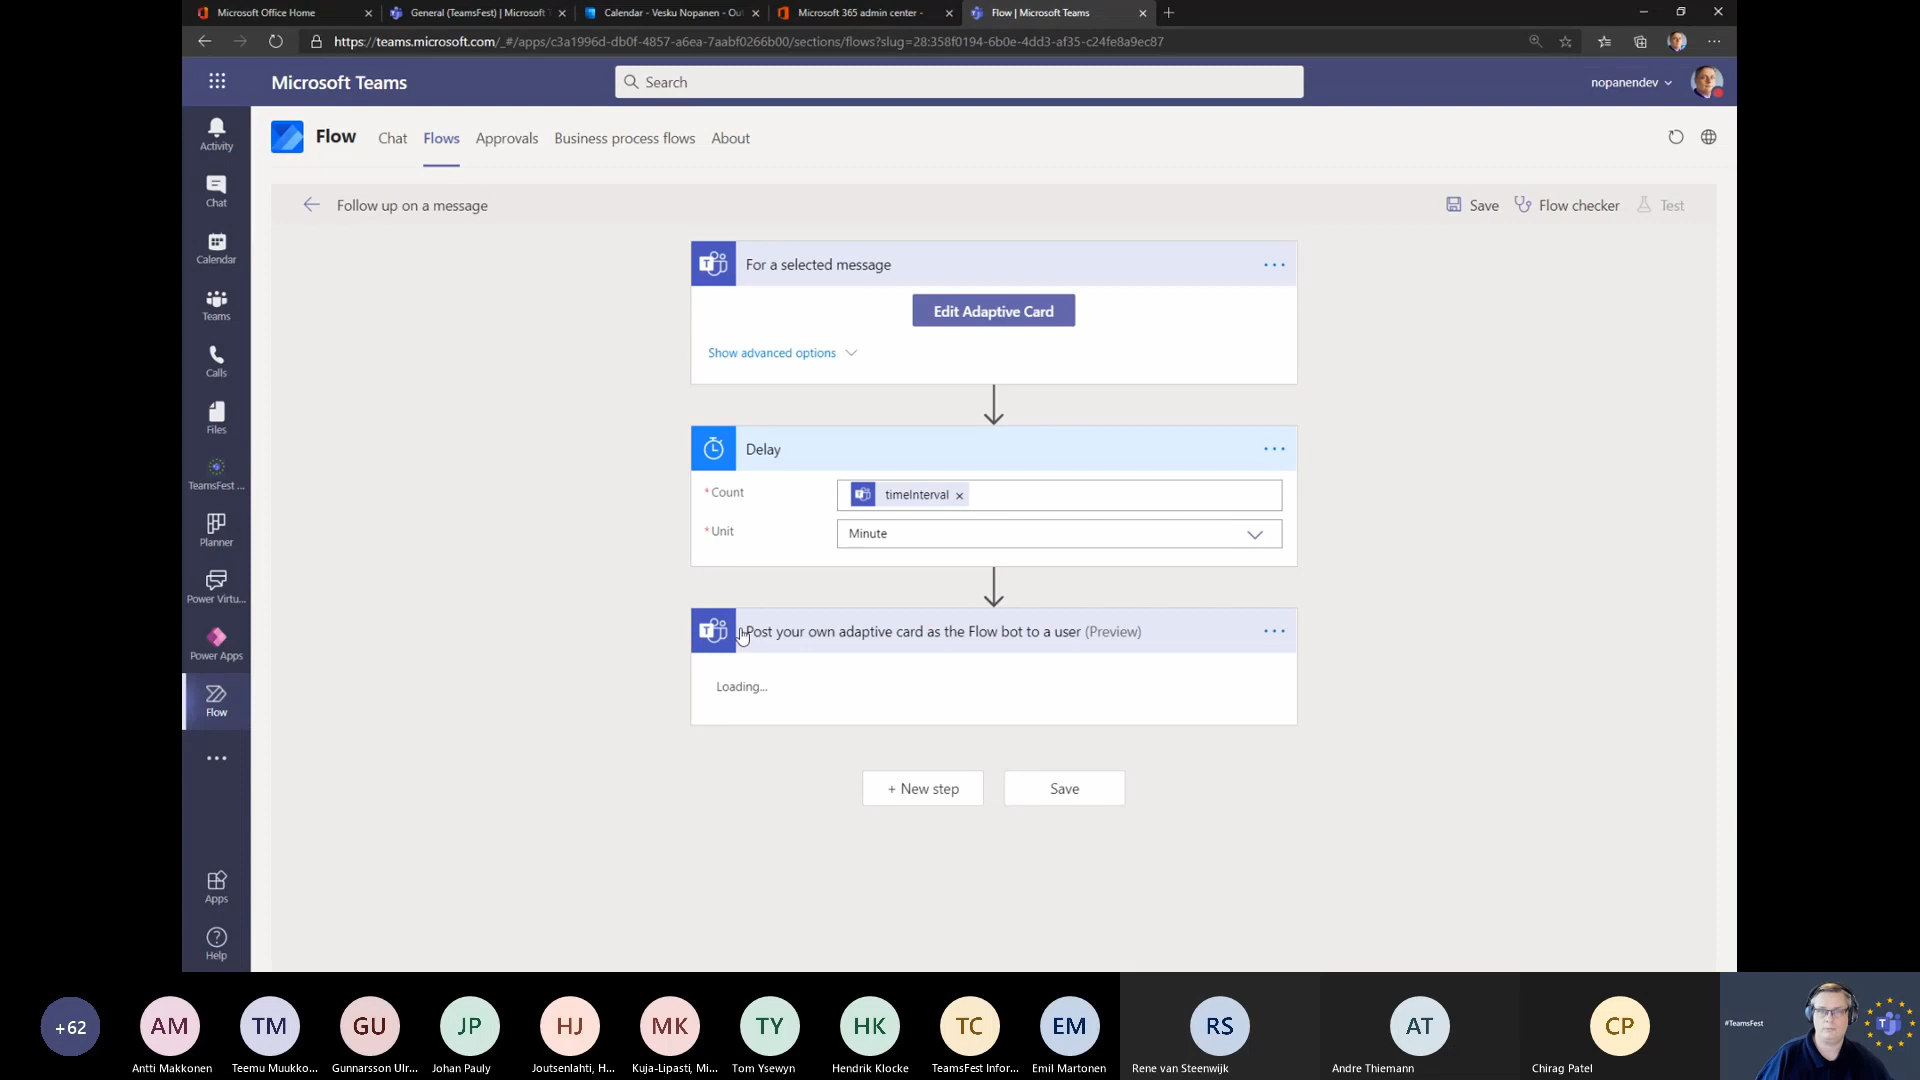 Microsoft Office Home
General (TeamsFest) | Microsoft
Calendar - Vesku Nopanen - Out
Microsoft 365 admin center -
Flow | Microsoft Teams
https://teams.microsoft.com/_#/apps/c3a1996d-db0f-4857-a6ea-7aabf0266b00/sections/flows?slug=28:358f0194-6b0e-4dd3-af35-c24fe8a9ec87
Microsoft Teams
Search
nopanendev
Activity
Chat
Calendar
Teams
Calls
Files
TeamsFest ...
Planner
Power Virtu...
Power Apps
Flow
Apps
Help
Flow
Chat
Flows
Approvals
Business process flows
About
Follow up on a message
Save
Flow checker
Test
For a selected message
Edit Adaptive Card
Show advanced options
Delay
* Count
timeInterval
* Unit
Minute
Post your own adaptive card as the Flow bot to a user (Preview)
Loading...
+ New step
Save
+62
AM
TM
GU
JP
HJ
MK
TY
HK
TC
EM
RS
AT
CP
Antti Makkonen
Teemu Muukko...
Gunnarsson Ulr...
Johan Pauly
Joutsenlahti, H...
Kuja-Lipasti, Mi...
Tom Ysewyn
Hendrik Klocke
TeamsFest Infor...
Emil Martonen
Rene van Steenwijk
Andre Thiemann
Chirag Patel
#TeamsFest